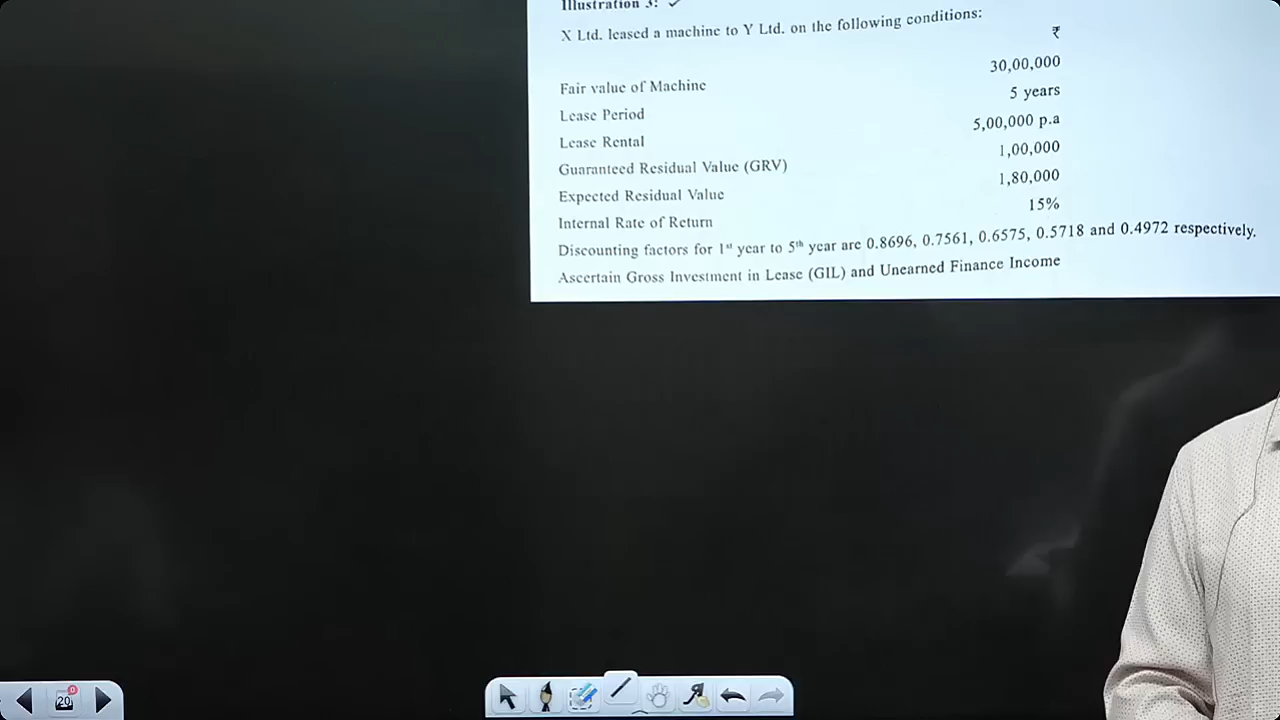 Illustration 3:
X Ltd. leased a machine to Y Ltd. on the following conditions:
₹
Fair value of Machine 30,00,000
Lease Period 5 years
Lease Rental 5,00,000 p.a
Guaranteed Residual Value (GRV) 1,00,000
Expected Residual Value 1,80,000
Internal Rate of Return 15%
Discounting factors for 1st year to 5th year are 0.8696, 0.7561, 0.6575, 0.5718 and 0.4972 respectively.
Ascertain Gross Investment in Lease (GIL) and Unearned Finance Income
20
0